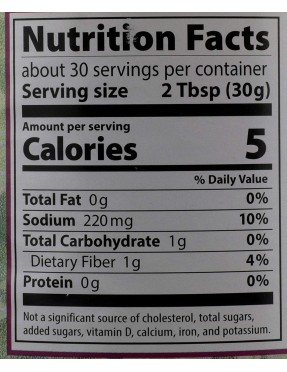 Nutrition Facts
about 30 servings per container
Serving size 2 Tbsp (30g)
Amount per serving
Calories 5
% Daily Value
Total Fat 0g 0%
Sodium 220mg 10%
Total Carbohydrate 1g 0%
Dietary Fiber 1g 4%
Protein 0g 0%
Not a significant source of cholesterol, total sugars,
added sugars, vitamin D, calcium, iron, and potassium.